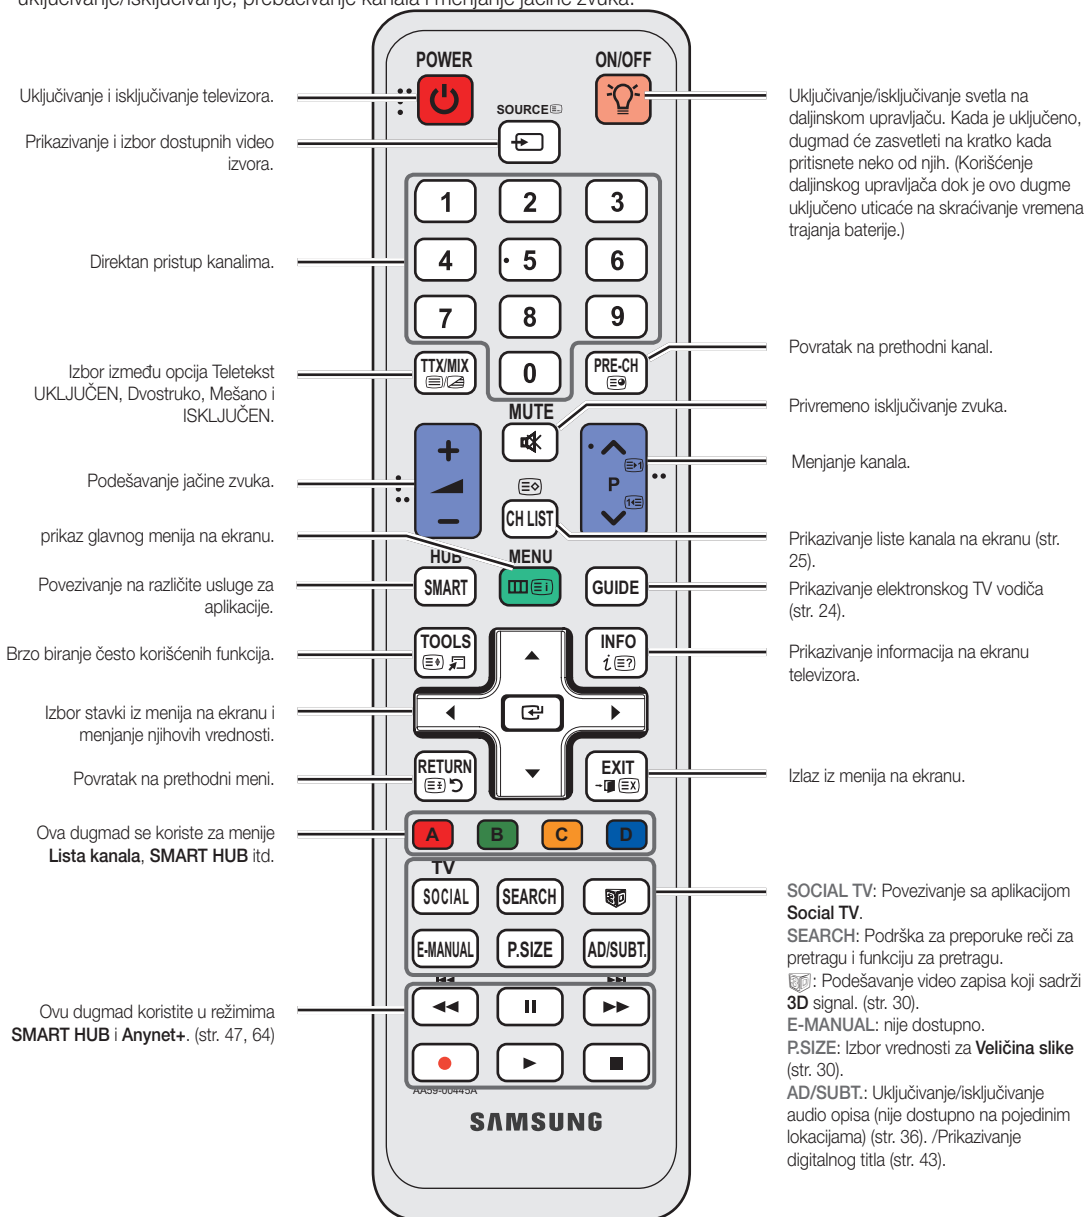 uključivanje/isključivanje, prebacivanje kanala i menjanje jačine zvuka.
POWER
ON/OFF
SOURCE
Uključivanje i isključivanje televizora.
Prikazivanje i izbor dostupnih video
izvora.
Uključivanje/isključivanje svetla na
daljinskom upravljaču. Kada je uključeno,
dugmad će zasvetleti na kratko kada
pritisnete neko od njih. (Korišćenje
daljinskog upravljača dok je ovo dugme
uključeno uticaće na skraćivanje vremena
trajanja baterije.)
1 2 3
4 5 6
7 8 9
Direktan pristup kanalima.
TTX/MIX
0
PRE-CH
Povratak na prethodni kanal.
Izbor između opcija Teletekst
UKLJUČEN, Dvostruko, Mešano i
ISKLJUČEN.
MUTE
Privremeno isključivanje zvuka.
Menjanje kanala.
P
Podešavanje jačine zvuka.
CH LIST
prikaz glavnog menija na ekranu.
Prikazivanje liste kanala na ekranu (str.
25).
HUB
MENU
SMART
GUIDE
Povezivanje na različite usluge za
aplikacije.
Prikazivanje elektronskog TV vodiča
(str. 24).
TOOLS
INFO
Brzo biranje često korišćenih funkcija.
Prikazivanje informacija na ekranu
televizora.
Izbor stavki iz menija na ekranu i
menjanje njihovih vrednosti.
RETURN
EXIT
Povratak na prethodni meni.
Izlaz iz menija na ekranu.
A B C D
Ova dugmad se koriste za menije
Lista kanala, SMART HUB itd.
TV
SOCIAL
SEARCH
3D
E-MANUAL
P.SIZE
AD/SUBT.
SOCIAL TV: Povezivanje sa aplikacijom
Social TV.
SEARCH: Podrška za preporuke reči za
pretragu i funkciju za pretragu.
: Podešavanje video zapisa koji sadrži
3D signal. (str. 30).
E-MANUAL: nije dostupno.
P.SIZE: Izbor vrednosti za Veličina slike
(str. 30).
AD/SUBT.: Uključivanje/isključivanje
audio opisa (nije dostupno na pojedinim
lokacijama) (str. 36). /Prikazivanje
digitalnog titla (str. 43).
Ovu dugmad koristite u režimima
SMART HUB i Anynet+. (str. 47, 64)
AA59-00445A
SAMSUNG